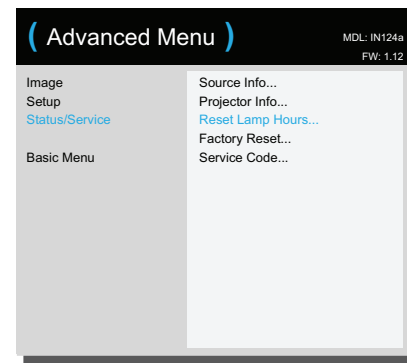 ( Advanced Menu )
MDL: IN124a
FW: 1.12
Image
Setup
Status/Service
Basic Menu
Source Info...
Projector Info...
Reset Lamp Hours...
Factory Reset...
Service Code...